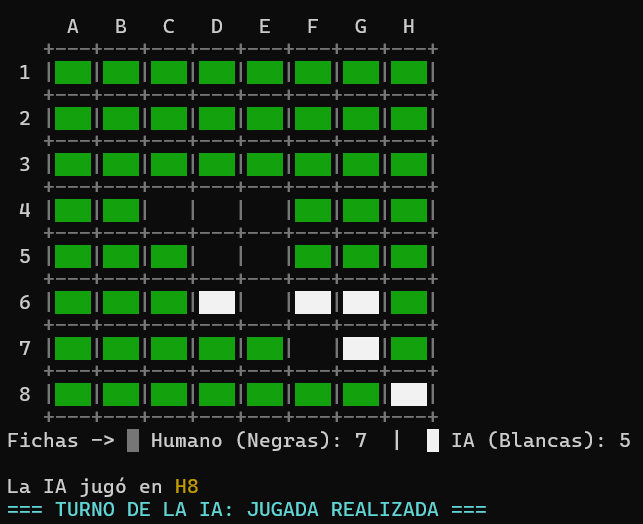 A B C D E F G H
1
2
3
4
5
6
7
8
Fichas -> Humano (Negras): 7 | IA (Blancas): 5
La IA jugó en H8
=== TURNO DE LA IA: JUGADA REALIZADA ===